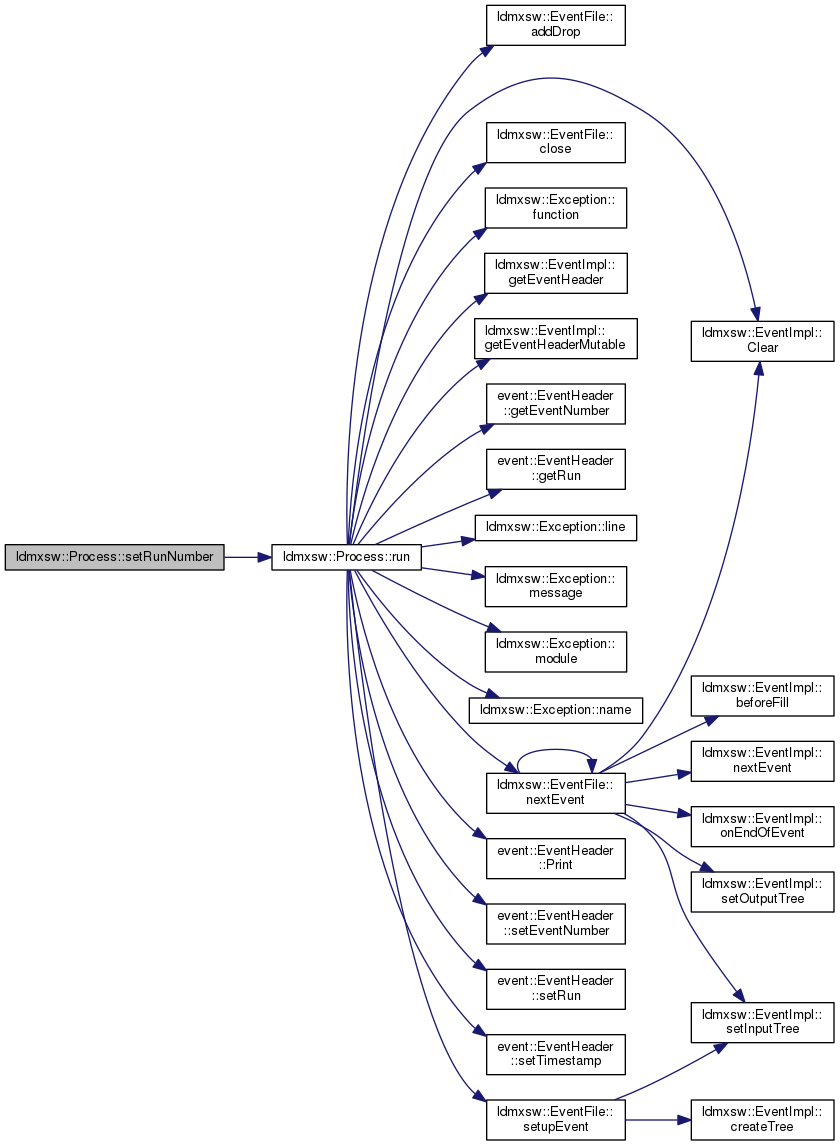 ldmxsw::EventFile::
addDrop
ldmxsw::EventFile::
close
ldmxsw::Exception::
function
ldmxsw::EventImpl::
getEventHeader
ldmxsw::EventImpl::
getEventHeaderMutable
ldmxsw::EventImpl::
Clear
event::EventHeader
::getEventNumber
event::EventHeader
::getRun
ldmxsw::Exception::line
ldmxsw::Process::setRunNumber
ldmxsw::Process::run
ldmxsw::Exception::
message
ldmxsw::Exception::
module
ldmxsw::Exception::name
ldmxsw::EventImpl::
beforeFill
ldmxsw::EventImpl::
nextEvent
ldmxsw::EventFile::
nextEvent
ldmxsw::EventImpl::
onEndOfEvent
event::EventHeader
::Print
ldmxsw::EventImpl::
setOutputTree
event::EventHeader
::setEventNumber
event::EventHeader
::setRun
ldmxsw::EventImpl::
setInputTree
event::EventHeader
::setTimestamp
ldmxsw::EventFile::
setupEvent
ldmxsw::EventImpl::
createTree